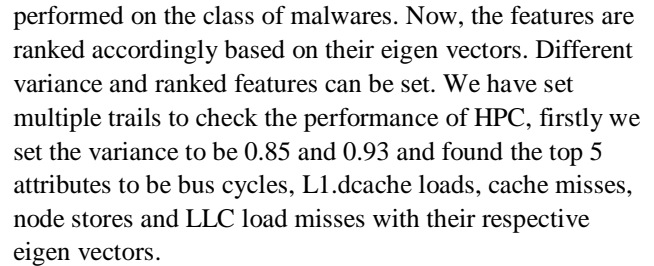 performed on the class of malwares. Now, the features are
ranked accordingly based on their eigen vectors. Different
variance and ranked features can be set. We have set
multiple trails to check the performance of HPC, firstly we
set the variance to be 0.85 and 0.93 and found the top 5
attributes to be bus cycles, L1.dcache loads, cache misses,
node stores and LLC load misses with their respective
eigen vectors.